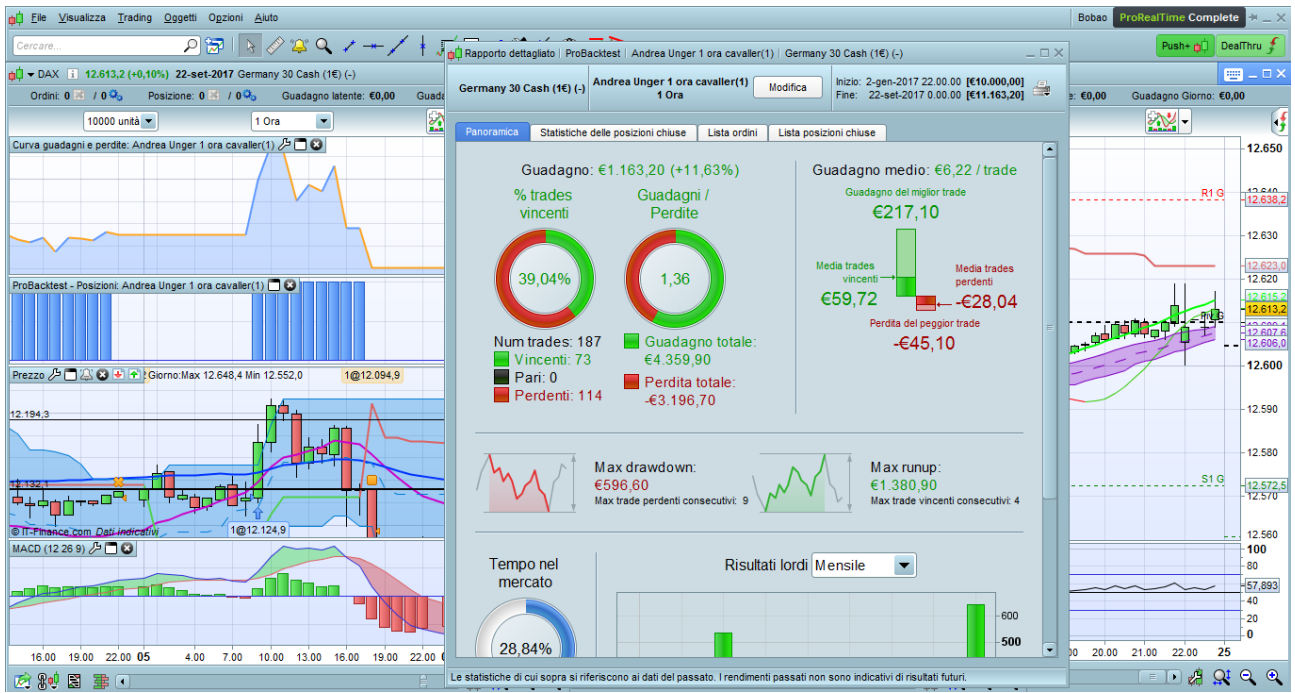 File Visualizza Trading Oggetti Opzioni Aiuto
Bobao ProRealTime Complete
Cercare...
Push+ DealThru
DAX 12.613,2 (+0,10%) 22-set-2017 Germany 30 Cash (1€) (-)
Ordini: 0 / 0 Posizione: 0 / 0 Guadagno latente: €0,00
€0,00 Guadagno Giorno: €0,00
10000 unità 1 Ora
Curva guadagni e perdite: Andrea Unger 1 ora cavaller(1)
ProBacktest - Posizioni: Andrea Unger 1 ora cavaller(1)
Prezzo Giorno:Max 12.648,4 Min 12.552,0 1@12.094,9
12.194,3
12.132,1
1@12.124,9
© IT-Finance.com Dati indicativi
MACD (12 26 9)
16.00 19.00 22.00 05 4.00 7.00 10.00 13.00 16.00 19.00 22.00
Rapporto dettagliato ProBacktest Andrea Unger 1 ora cavaller(1) Germany 30 Cash (1€) (-)
Germany 30 Cash (1€) (-)
Andrea Unger 1 ora cavaller(1)
1 Ora
Modifica
Inizio: 2-gen-2017 22.00.00 [€10.000,00]
Fine: 22-set-2017 0.00.00 [€11.163,20]
Panoramica Statistiche delle posizioni chiuse Lista ordini Lista posizioni chiuse
Guadagno: €1.163,20 (+11,63%)
% trades vincenti
39,04%
Guadagni / Perdite
1,36
Num trades: 187
Vincenti: 73
Pari: 0
Perdenti: 114
Guadagno totale:
€4.359,90
Perdita totale:
-€3.196,70
Guadagno medio: €6,22 / trade
Guadagno del miglior trade
€217,10
Media trades vincenti
€59,72
Media trades perdenti
-€28,04
Perdita del peggior trade
-€45,10
Max drawdown:
€596,60
Max trade perdenti consecutivi: 9
Max runup:
€1.380,90
Max trade vincenti consecutivi: 4
Tempo nel mercato
28,84%
Risultati lordi Mensile
600
500
Le statistiche di cui sopra si riferiscono ai dati del passato. I rendimenti passati non sono indicativi di risultati futuri.
12.650
R1 G
12.638,2
12.630
12.623,0
12.620
12.615,2
12.613,2
12.607,6
12.606,0
12.600
12.590
12.580
S1 G
12.572,5
12.570
12.560
100
80
57,893
40
20
0
20.00 21.00 22.00 25